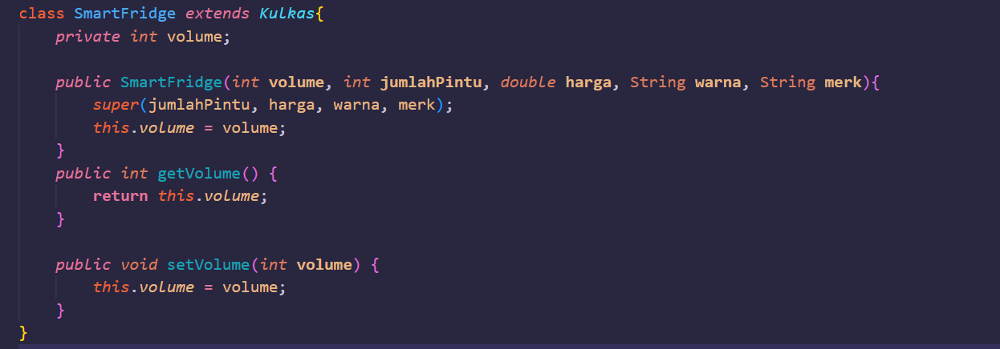 class SmartFridge extends Kulkas{
    private int volume;

    public SmartFridge(int volume, int jumlahPintu, double harga, String warna, String merk){
        super(jumlahPintu, harga, warna, merk);
        this.volume = volume;
    }
    public int getVolume() {
        return this.volume;
    }

    public void setVolume(int volume) {
        this.volume = volume;
    }
}